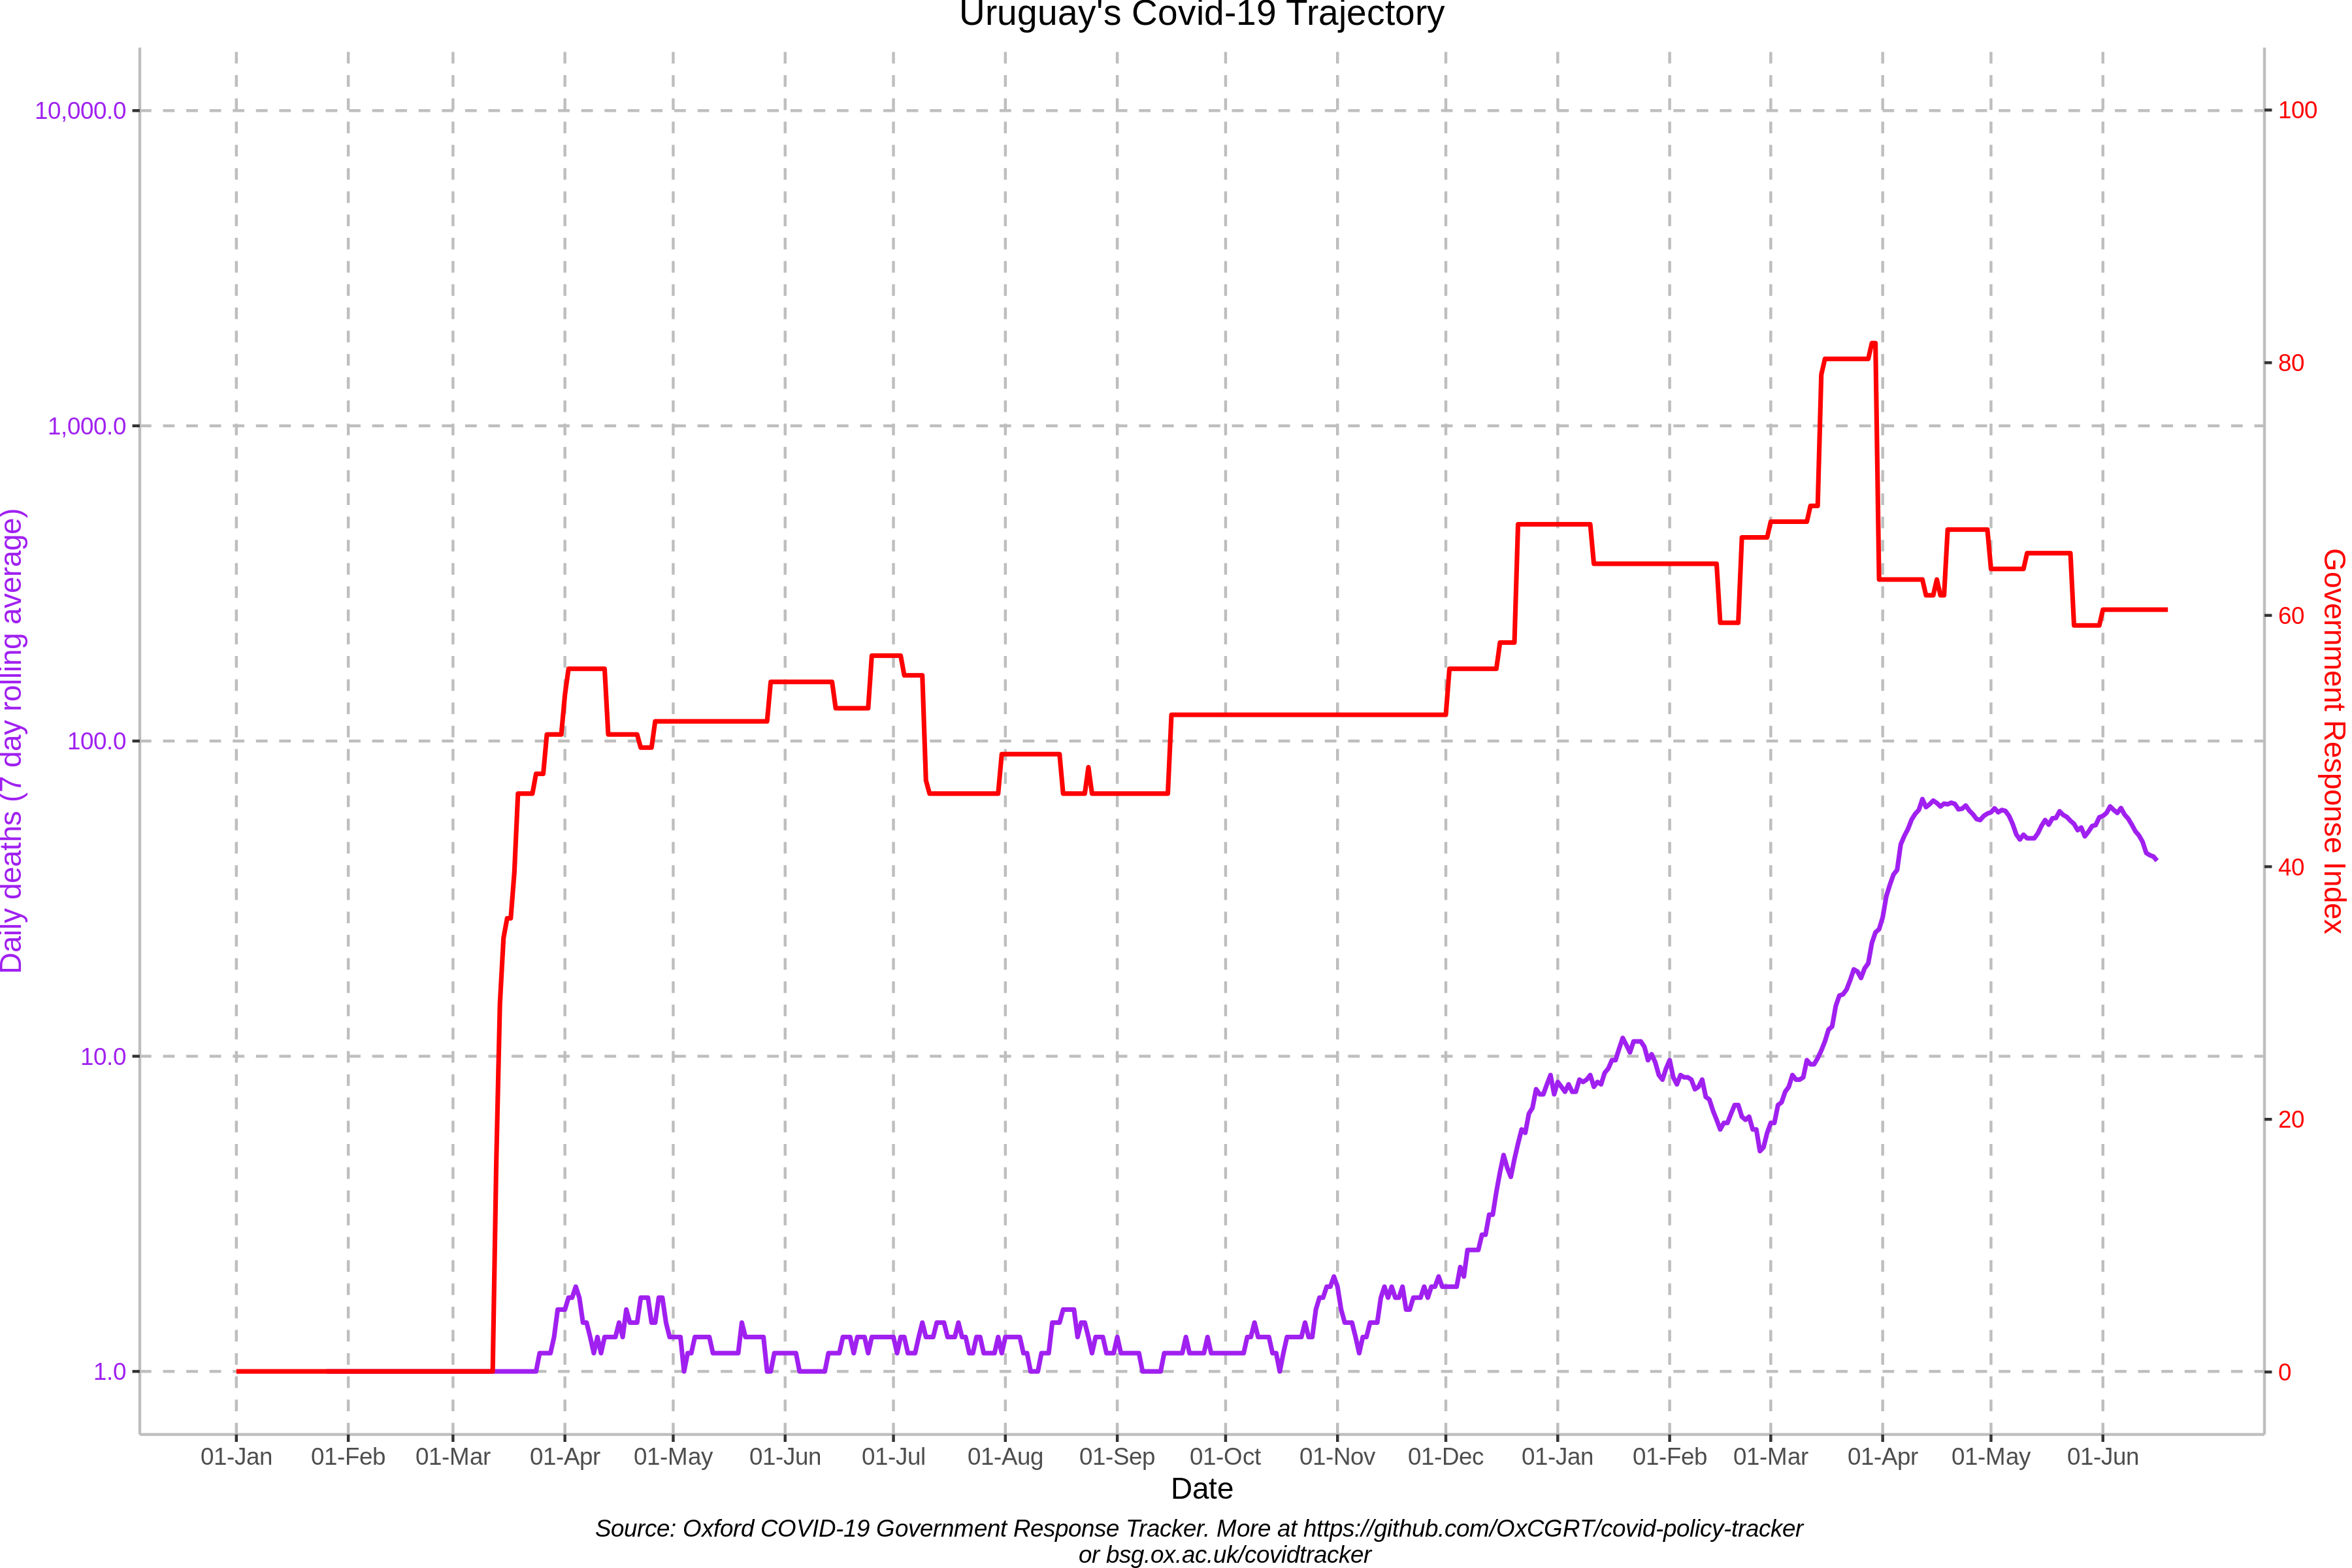 Uruguay's Covid-19 Trajectory
Daily deaths (7 day rolling average)
10,000.0
1,000.0
100.0
10.0
1.0
Government Response Index
100
80
60
40
20
0
01-Jan 01-Feb 01-Mar 01-Apr 01-May 01-Jun 01-Jul 01-Aug 01-Sep 01-Oct 01-Nov 01-Dec 01-Jan 01-Feb 01-Mar 01-Apr 01-May 01-Jun
Date
Source: Oxford COVID-19 Government Response Tracker. More at https://github.com/OxCGRT/covid-policy-tracker
or bsg.ox.ac.uk/covidtracker